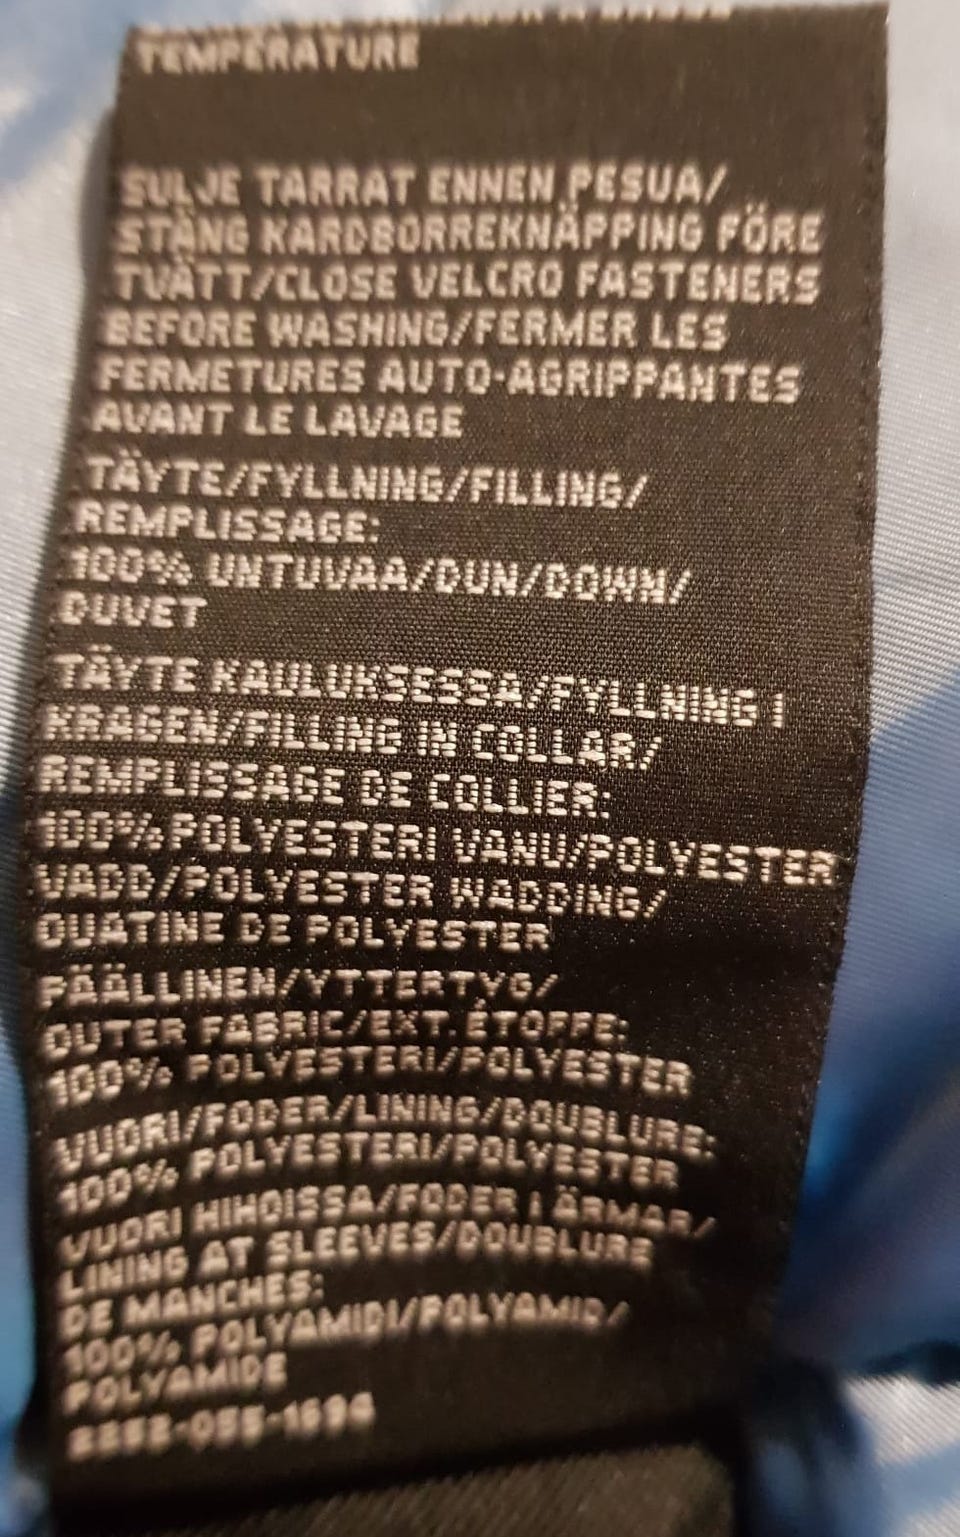 TEMPERATURE
SULJE TARRAT ENNEN PESUA/
STÄNG KARDBORREKNÄPPING FÖRE
TVÄTT/CLOSE VELCRO FASTENERS
BEFORE WASHING/FERMER LES
FERMETURES AUTO-AGRIPPANTES
AVANT LE LAVAGE
TÄYTE/FYLLNING/FILLING/
REMPLISSAGE:
100% UNTUVAA/DUN/DOWN/
DUVET
TÄYTE KAULUKSESSA/FYLLNING I
KRAGEN/FILLING IN COLLAR/
REMPLISSAGE DE COLLIER:
100% POLYESTERI VANU/POLYESTER
VADD/POLYESTER WADDING/
OUATINE DE POLYESTER
PÄÄLLINEN/YTTERTYG/
OUTER FABRIC/EXT. ÉTOFFE:
100% POLYESTERI/POLYESTER
VUORI/FODER/LINING/DOUBLURE:
100% POLYESTERI/POLYESTER
VUORI HIHOISSA/FODER I ÄRMAR/
LINING AT SLEEVES/DOUBLURE
DE MANCHES:
100% POLYAMIDI/POLYAMID/
POLYAMIDE